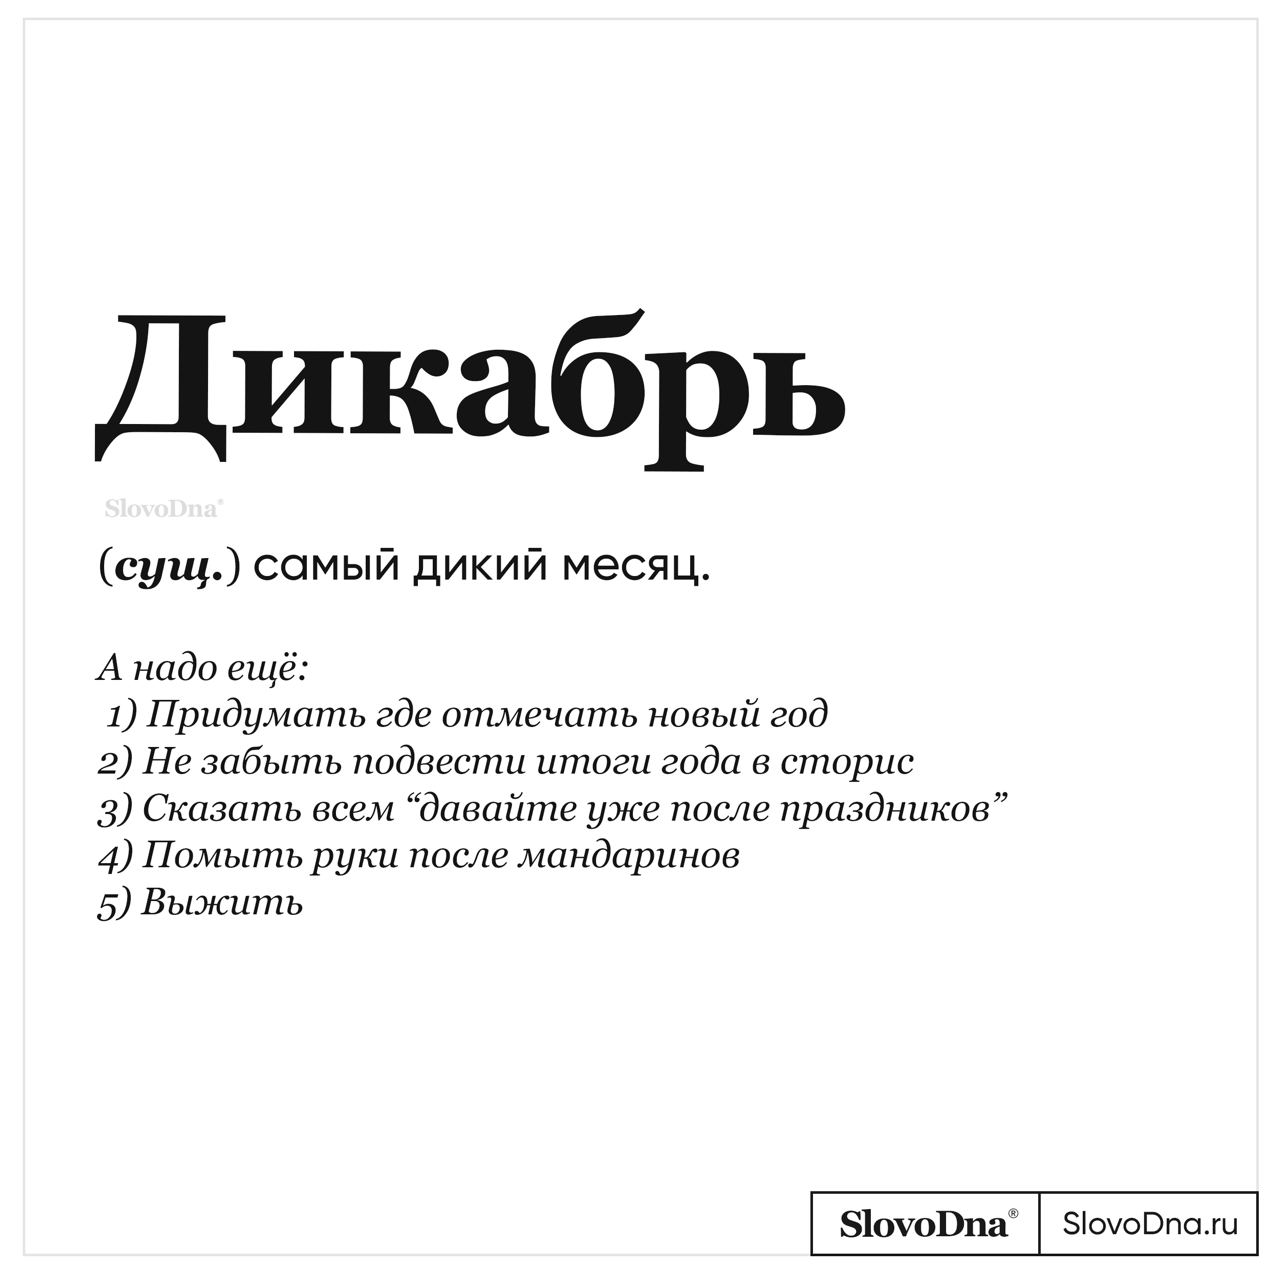 Дикабрь
SlovoDna®
(сущ.) самый дикий месяц.
А надо ещё:
1) Придумать где отмечать новый год
2) Не забыть подвести итоги года в сторис
3) Сказать всем “давайте уже после праздников”
4) Помыть руки после мандаринов
5) Выжить
SlovoDna® SlovoDna.ru